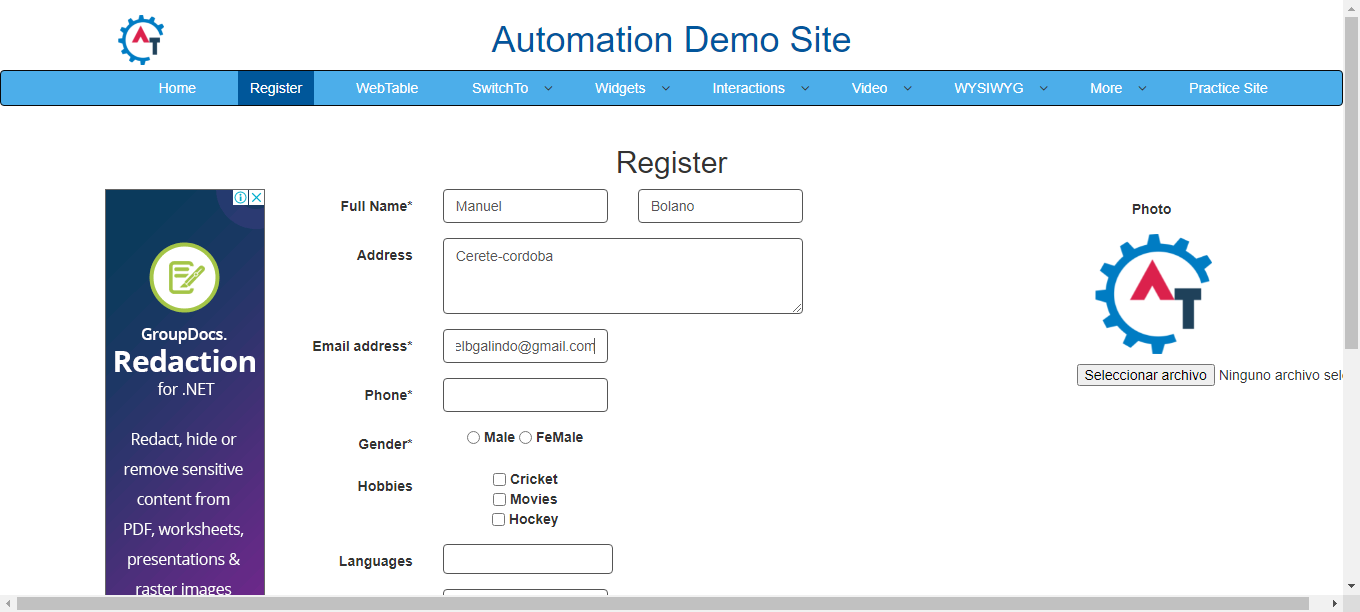 Automation Demo Site
Home Register WebTable SwitchTo Widgets Interactions Video WYSIWYG More Practice Site
Register
Full Name* Manuel Bolano
Address Cerete-cordoba
Email address* elbgalindo@gmail.com
Phone*
Gender* Male FeMale
Hobbies
Cricket
Movies
Hockey
Languages
Photo
AT
Seleccionar archivo Ninguno archivo sel
GroupDocs.
Redaction
for .NET
Redact, hide or
remove sensitive
content from
PDF, worksheets,
presentations &
raster images